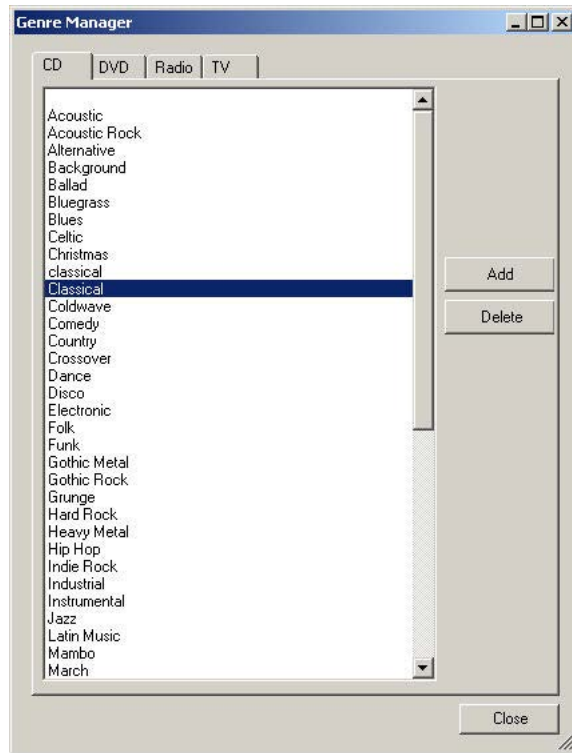 Genre Manager
CD DVD Radio TV
Acoustic
Acoustic Rock
Alternative
Background
Ballad
Bluegrass
Blues
Celtic
Christmas
classical
Classical
Coldwave
Comedy
Country
Crossover
Dance
Disco
Electronic
Folk
Funk
Gothic Metal
Gothic Rock
Grunge
Hard Rock
Heavy Metal
Hip Hop
Indie Rock
Industrial
Instrumental
Jazz
Latin Music
Mambo
March
Add
Delete
Close